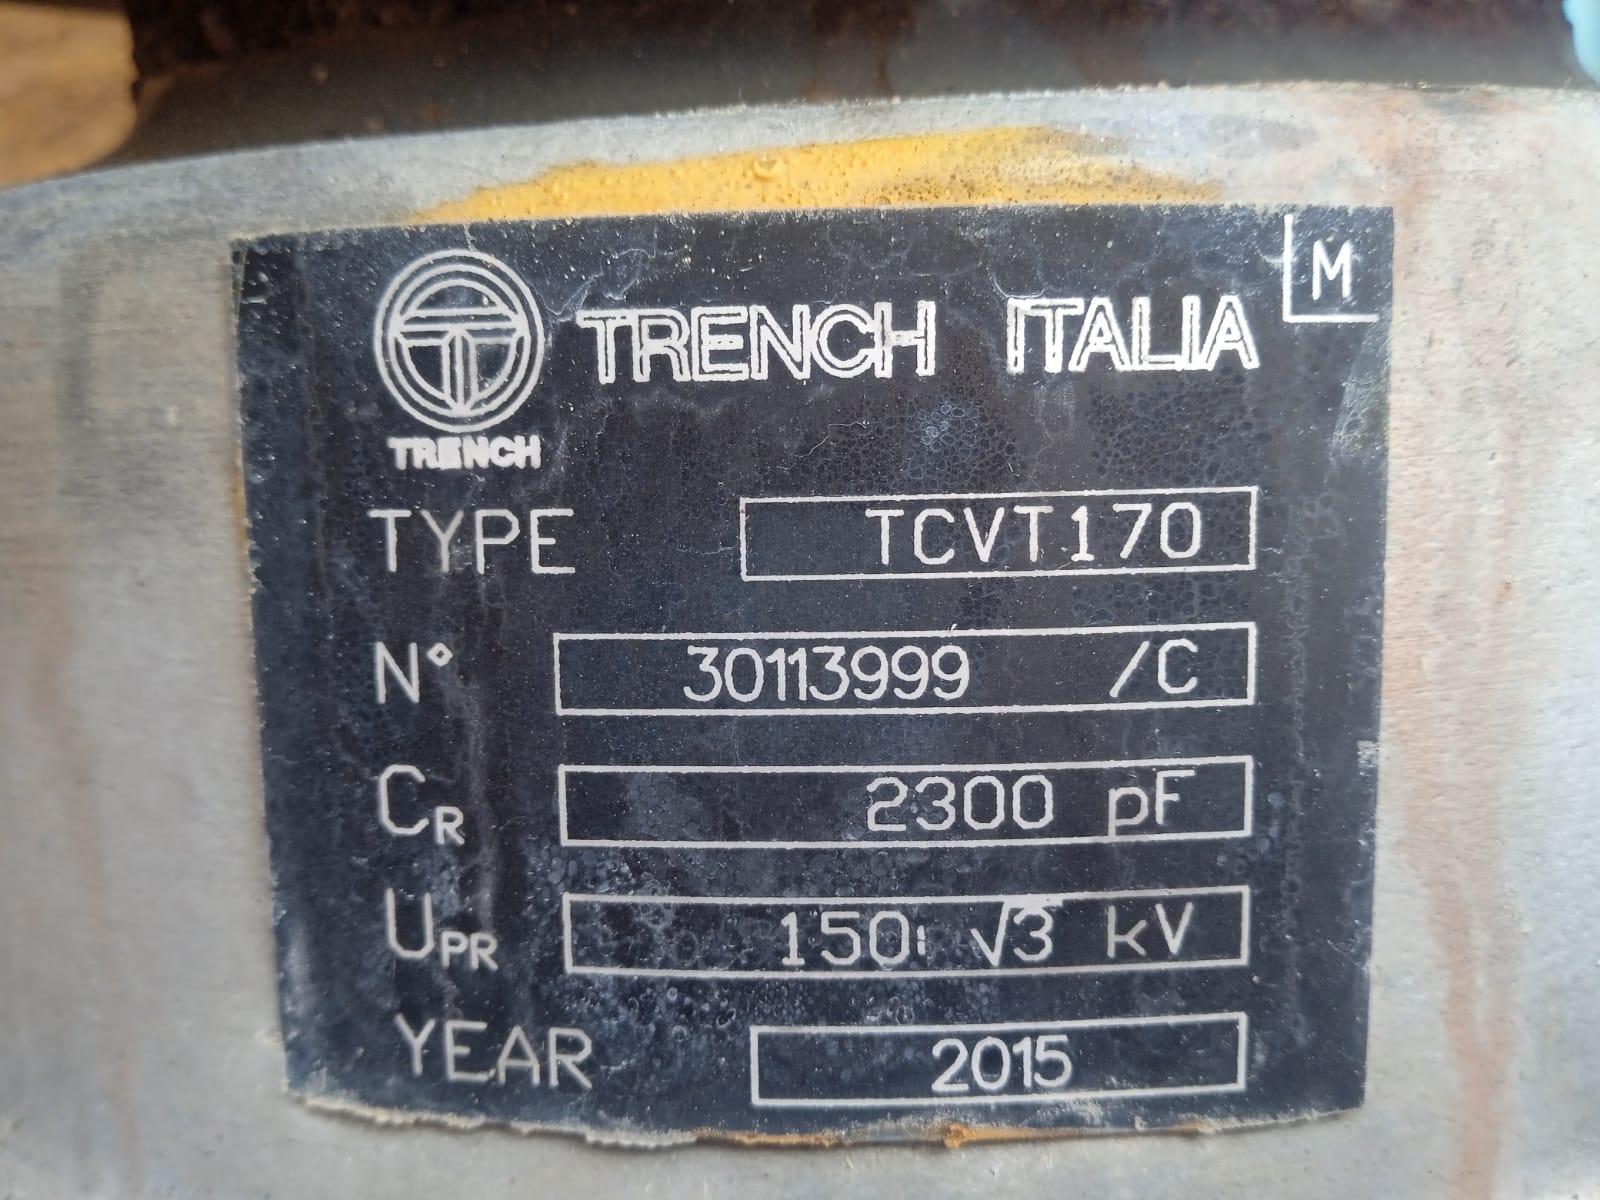 M
TRENCH ITALIA
TRENCH
TYPE TCVT170
N° 30113999 /C
CR 2300 pF
UPR 150: √3 kV
YEAR 2015